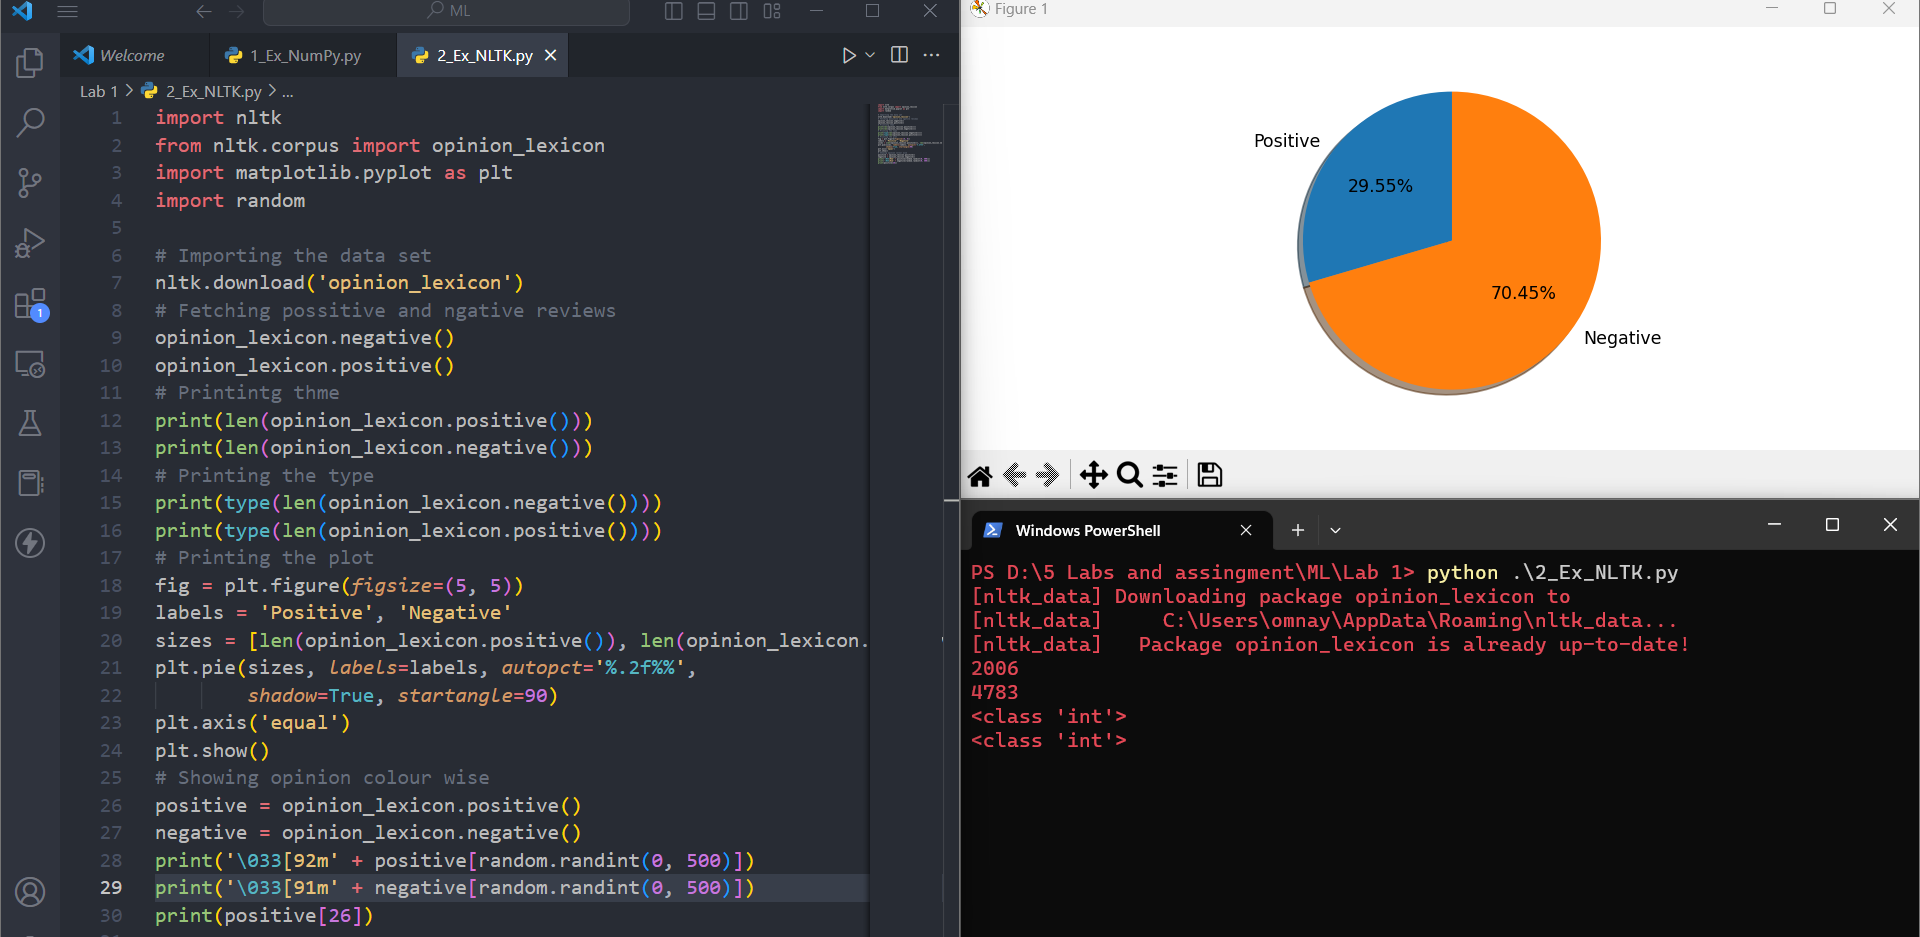 ML
Welcome
1_Ex_NumPy.py
2_Ex_NLTK.py
Lab 1 > 2_Ex_NLTK.py > ...
1 import nltk
2 from nltk.corpus import opinion_lexicon
3 import matplotlib.pyplot as plt
4 import random
5
6 # Importing the data set
7 nltk.download('opinion_lexicon')
8 # Fetching possitive and ngative reviews
9 opinion_lexicon.negative()
10 opinion_lexicon.positive()
11 # Printintg thme
12 print(len(opinion_lexicon.positive()))
13 print(len(opinion_lexicon.negative()))
14 # Printing the type
15 print(type(len(opinion_lexicon.negative())))
16 print(type(len(opinion_lexicon.positive())))
17 # Printing the plot
18 fig = plt.figure(figsize=(5, 5))
19 labels = 'Positive', 'Negative'
20 sizes = [len(opinion_lexicon.positive()), len(opinion_lexicon.
21 plt.pie(sizes, labels=labels, autopct='%.2f%%',
22 shadow=True, startangle=90)
23 plt.axis('equal')
24 plt.show()
25 # Showing opinion colour wise
26 positive = opinion_lexicon.positive()
27 negative = opinion_lexicon.negative()
28 print('\033[92m' + positive[random.randint(0, 500)])
29 print('\033[91m' + negative[random.randint(0, 500)])
30 print(positive[26])
1
Figure 1
Positive
29.55%
70.45%
Negative
Windows PowerShell
PS D:\5 Labs and assingment\ML\Lab 1> python .\2_Ex_NLTK.py
[nltk_data] Downloading package opinion_lexicon to
[nltk_data]     C:\Users\omnay\AppData\Roaming\nltk_data...
[nltk_data]   Package opinion_lexicon is already up-to-date!
2006
4783
<class 'int'>
<class 'int'>